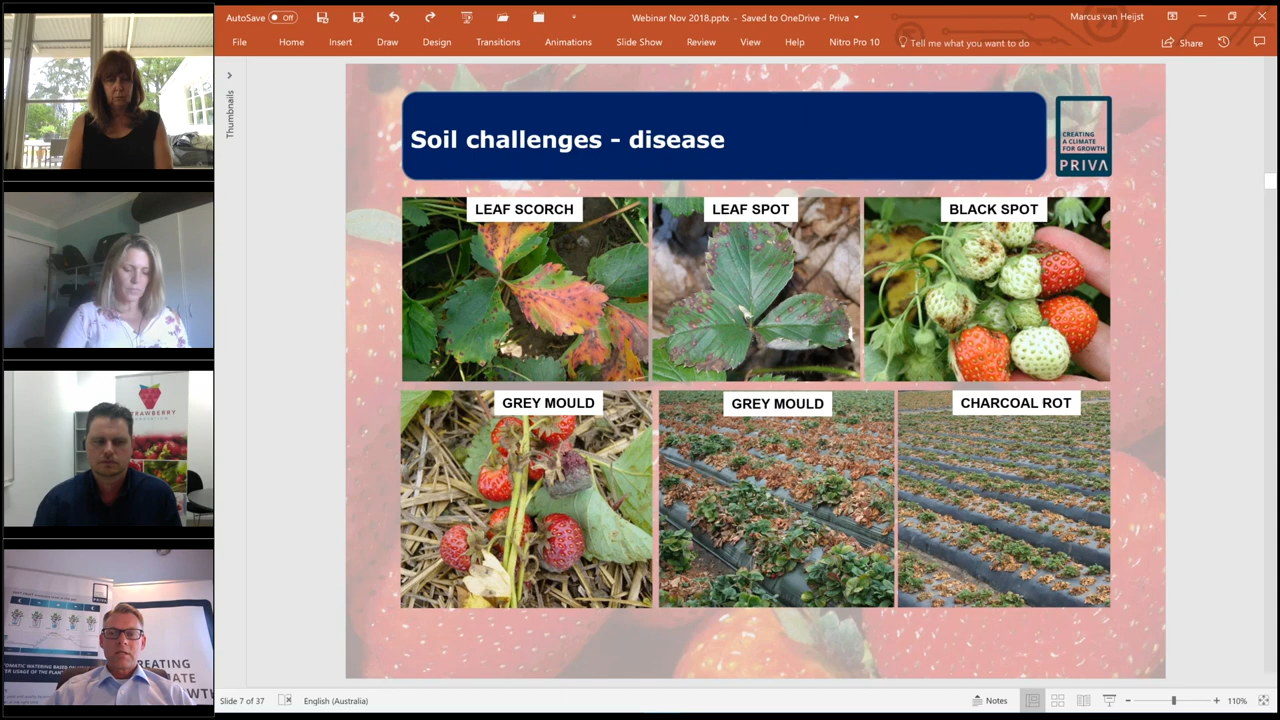 AutoSave Off
Webinar Nov 2018.pptx - Saved to OneDrive - Priva
Marcus van Heijst
File Home Insert Draw Design Transitions Animations Slide Show Review View Help Nitro Pro 10 Tell me what you want to do Share
Thumbnails
Soil challenges - disease
CREATING
A CLIMATE
FOR GROWTH
PRIVA
LEAF SCORCH
LEAF SPOT
BLACK SPOT
GREY MOULD
GREY MOULD
CHARCOAL ROT
STRAWBERRY
PRIVA
CREATING
Slide 7 of 37 English (Australia) Notes 110%